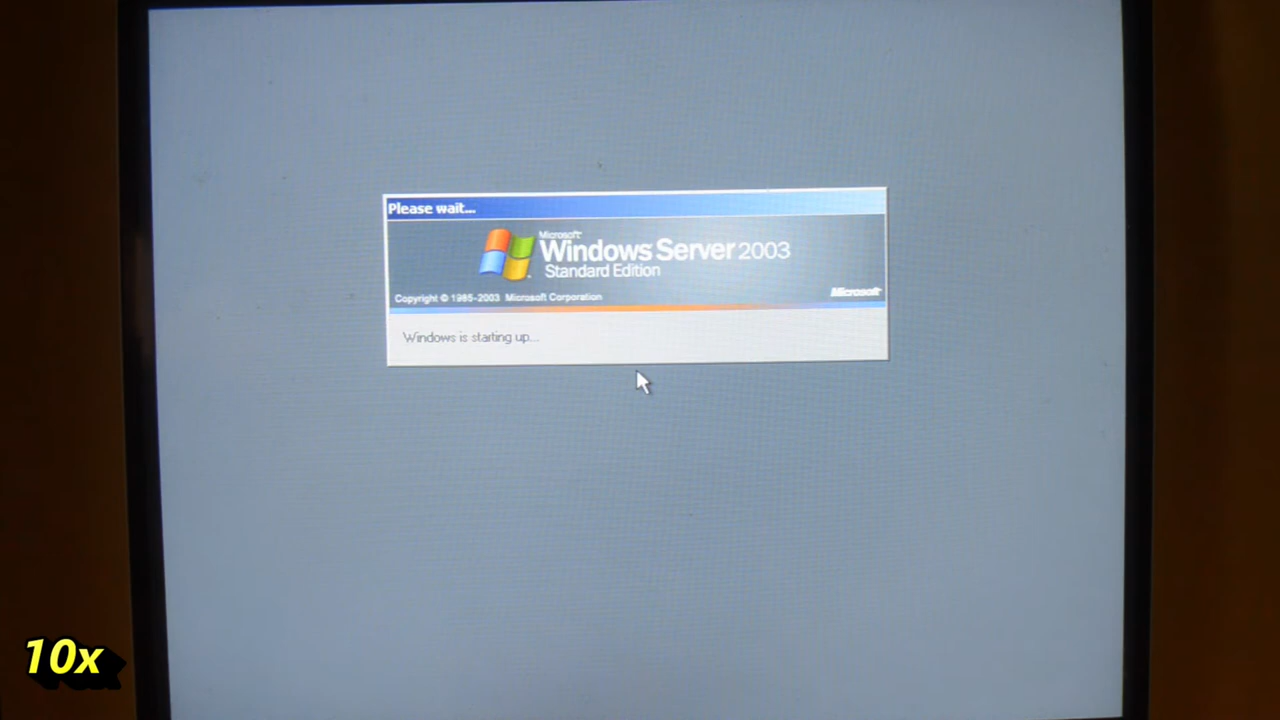 Please wait...
Microsoft
Windows Server 2003
Standard Edition
Copyright © 1985-2003 Microsoft Corporation
Microsoft
Windows is starting up...
10x